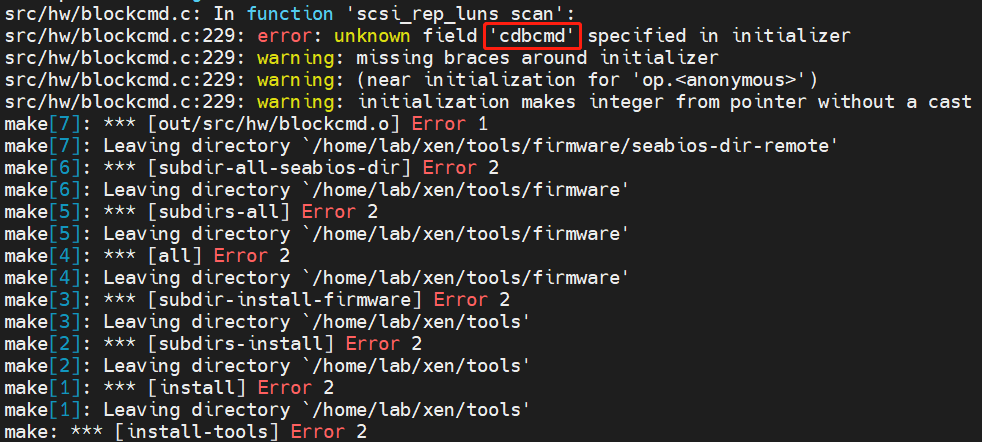 src/hw/blockcmd.c: In function 'scsi_rep_luns_scan':
src/hw/blockcmd.c:229: error: unknown field 'cdbcmd' specified in initializer
src/hw/blockcmd.c:229: warning: missing braces around initializer
src/hw/blockcmd.c:229: warning: (near initialization for 'op.<anonymous>')
src/hw/blockcmd.c:229: warning: initialization makes integer from pointer without a cast
make[7]: *** [out/src/hw/blockcmd.o] Error 1
make[7]: Leaving directory `/home/lab/xen/tools/firmware/seabios-dir-remote'
make[6]: *** [subdir-all-seabios-dir] Error 2
make[6]: Leaving directory `/home/lab/xen/tools/firmware'
make[5]: *** [subdirs-all] Error 2
make[5]: Leaving directory `/home/lab/xen/tools/firmware'
make[4]: *** [all] Error 2
make[4]: Leaving directory `/home/lab/xen/tools/firmware'
make[3]: *** [subdir-install-firmware] Error 2
make[3]: Leaving directory `/home/lab/xen/tools'
make[2]: *** [subdirs-install] Error 2
make[2]: Leaving directory `/home/lab/xen/tools'
make[1]: *** [install] Error 2
make[1]: Leaving directory `/home/lab/xen/tools'
make: *** [install-tools] Error 2